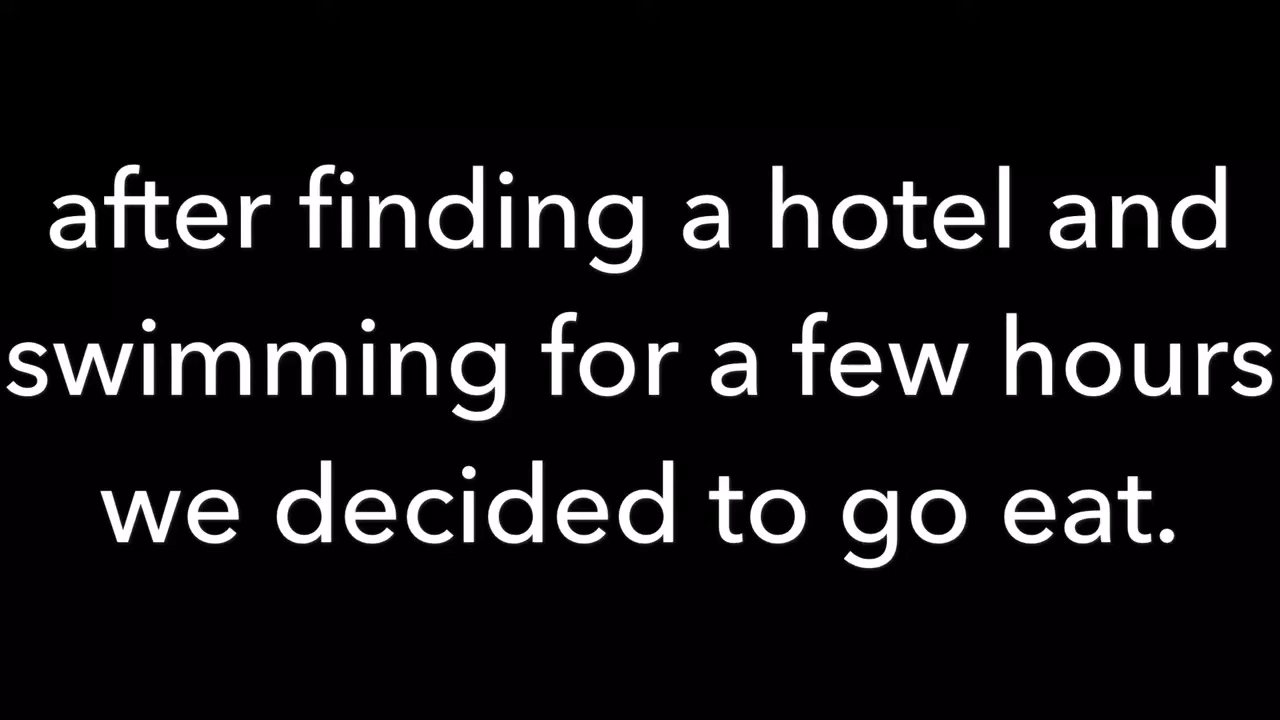 after finding a hotel and
swimming for a few hours
we decided to go eat.